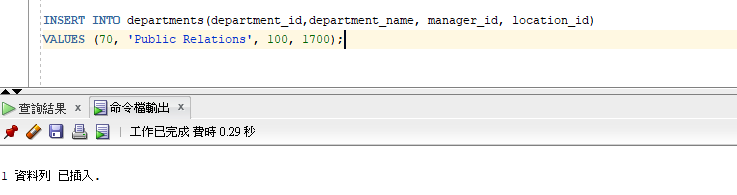 INSERT INTO departments(department_id,department_name, manager_id, location_id)
VALUES (70, 'Public Relations', 100, 1700);
查詢結果 x 命令檔輸出 x
工作已完成 費時 0.29 秒
1 資料列 已插入.